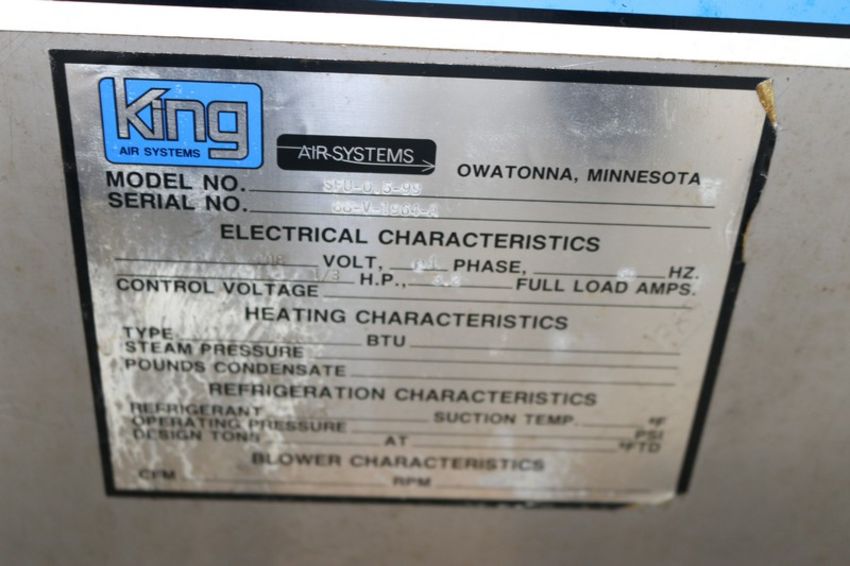 King
AIR SYSTEMS
AIR SYSTEMS
OWATONNA, MINNESOTA
MODEL NO.
SERIAL NO.
ELECTRICAL CHARACTERISTICS
VOLT, PHASE, HZ.
1/3 H.P., FULL LOAD AMPS.
CONTROL VOLTAGE
HEATING CHARACTERISTICS
TYPE BTU
STEAM PRESSURE
POUNDS CONDENSATE
REFRIGERATION CHARACTERISTICS
REFRIGERANT SUCTION TEMP. °F
OPERATING PRESSURE PSI
DESIGN TONS AT °FTD
BLOWER CHARACTERISTICS
CFM RPM